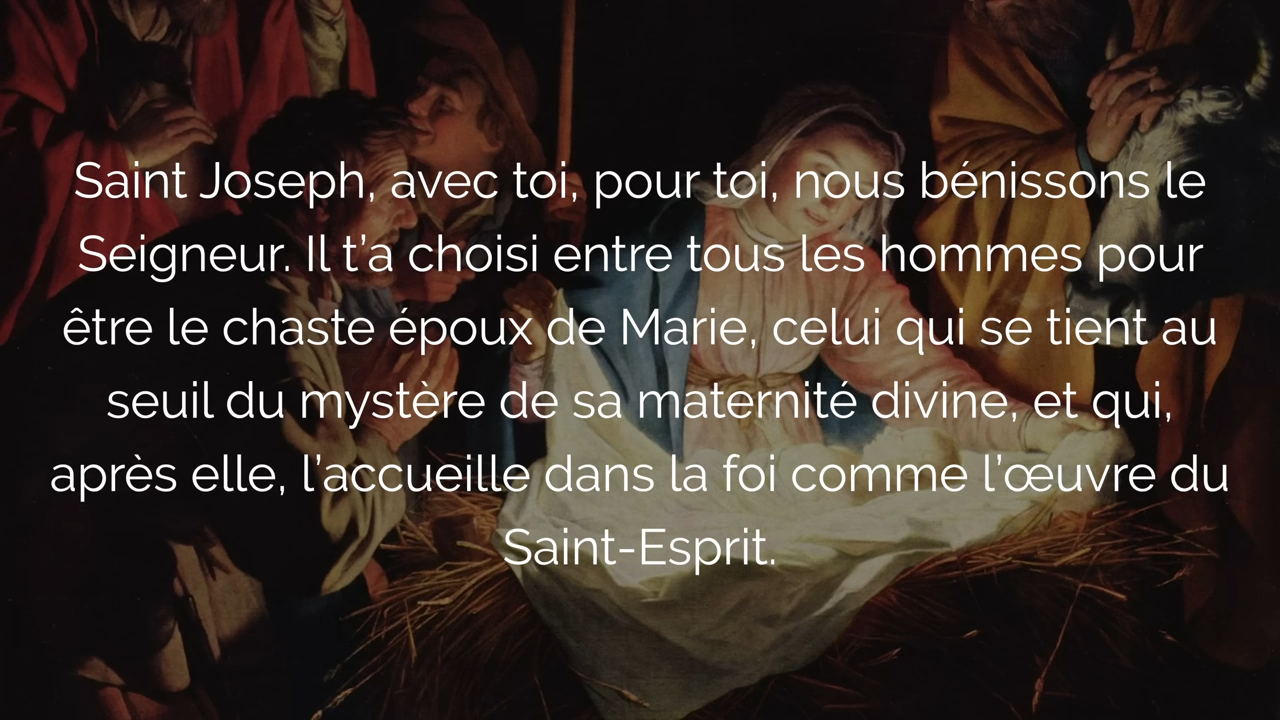 Saint Joseph, avec toi, pour toi, nous bénissons le
Seigneur. Il t’a choisi entre tous les hommes pour
être le chaste époux de Marie, celui qui se tient au
seuil du mystère de sa maternité divine, et qui,
après elle, l’accueille dans la foi comme l’œuvre du
Saint-Esprit.